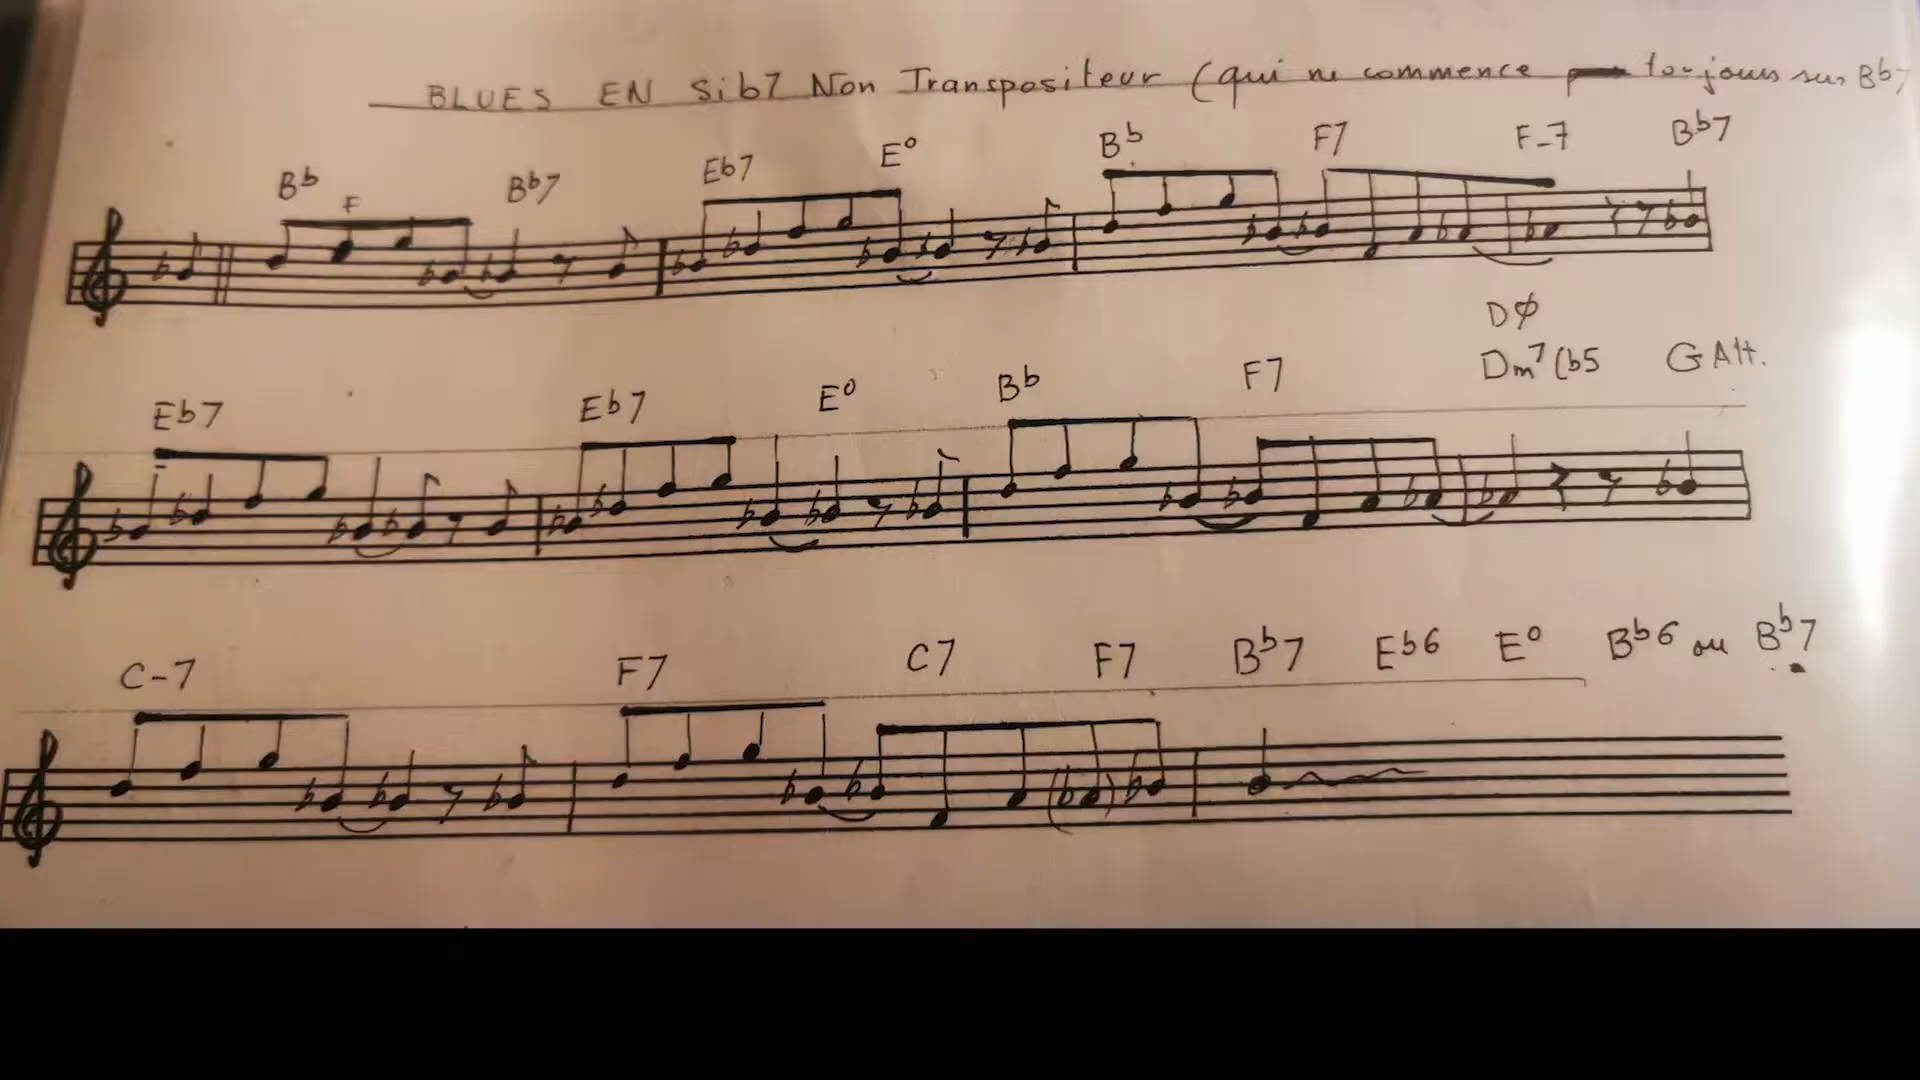 BLUES EN Sib7 Non Transpositeur (qui ne commence toujours sur Bb7
Bb F Bb7 Eb7 E° Bb F7 F-7 Bb7
DØ
Eb7 Eb7 E° Bb F7 Dm7(b5 GAlt.
C-7 F7 C7 F7 Bb7 Eb6 E° Bb6 ou Bb7